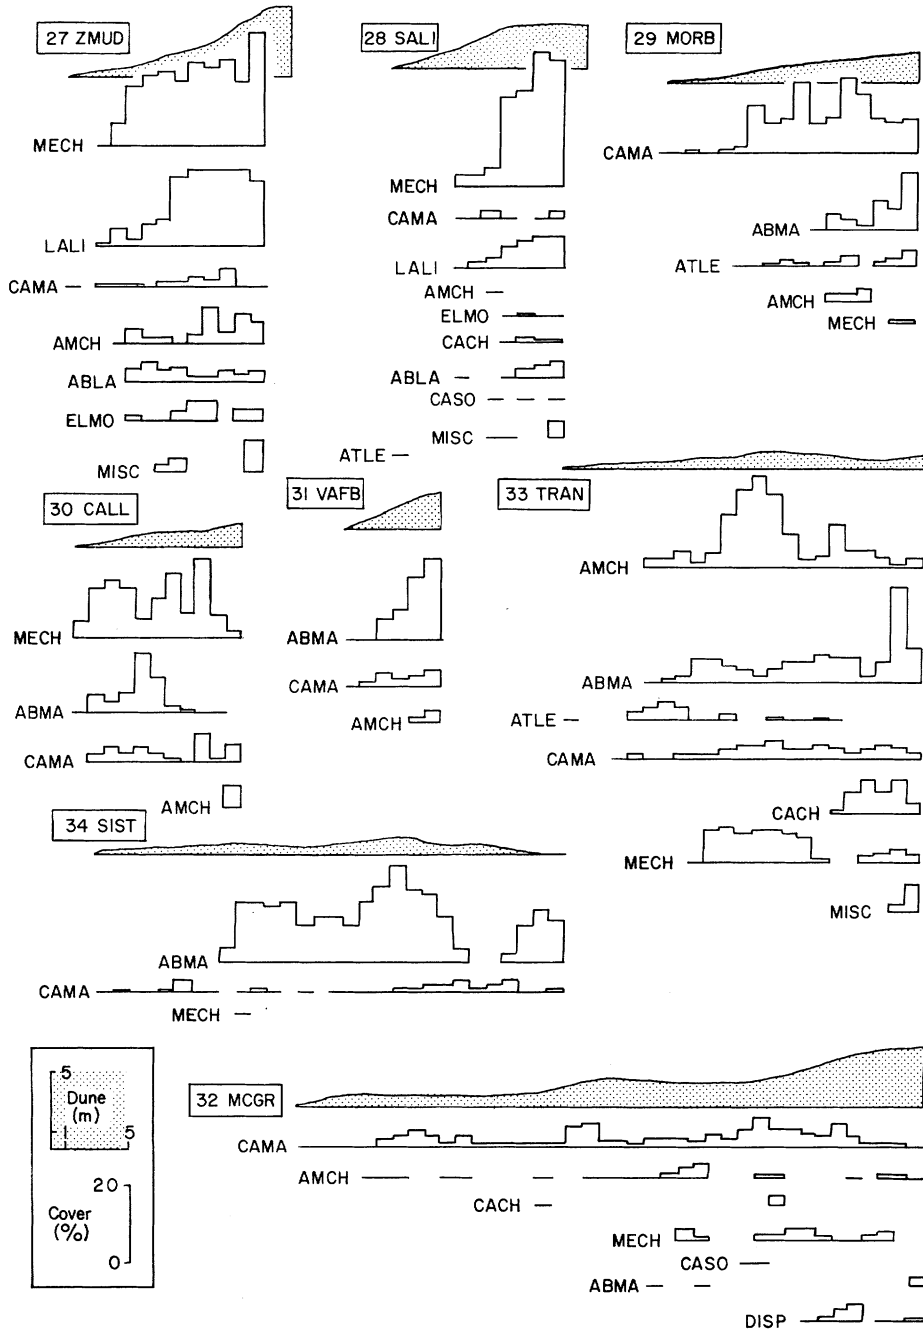 27 ZMUD
MECH
LALI
CAMA
AMCH
ABLA
ELMO
MISC
28 SALI
MECH
CAMA
LALI
AMCH
ELMO
CACH
ABLA
CASO
MISC
ATLE
29 MORB
CAMA
ABMA
ATLE
AMCH
MECH
30 CALL
MECH
ABMA
CAMA
AMCH
31 VAFB
ABMA
CAMA
AMCH
33 TRAN
AMCH
ABMA
ATLE
CAMA
CACH
MECH
MISC
34 SIST
ABMA
CAMA
MECH
5
Dune
(m)
5
20
Cover
(%)
0
32 MCGR
CAMA
AMCH
CACH
MECH
CASO
ABMA
DISP